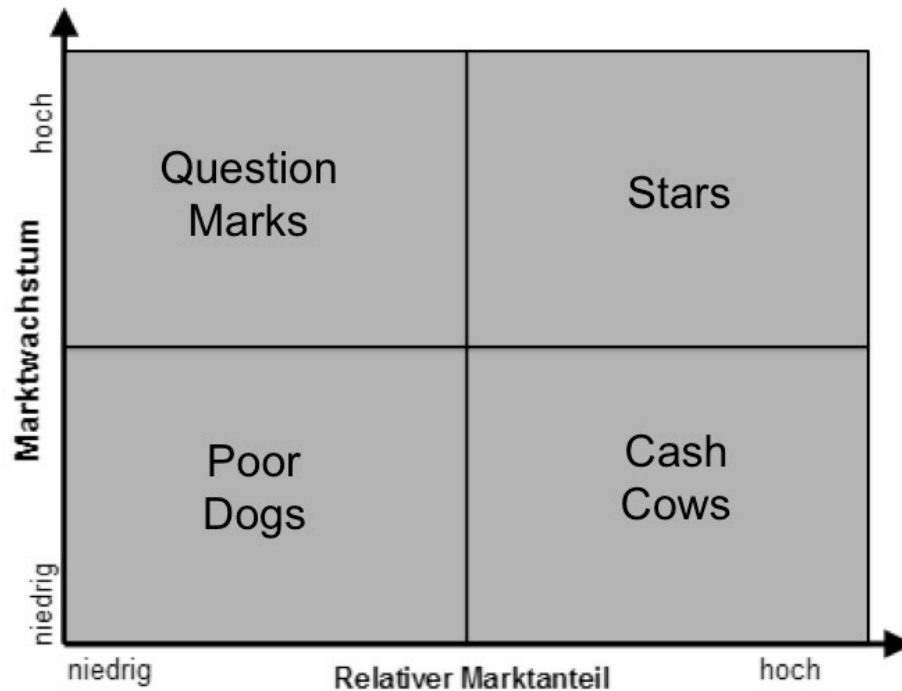 hoch
Question
Marks
Stars
Marktwachstum
Poor
Dogs
Cash
Cows
niedrig
niedrig
Relativer Marktanteil
hoch